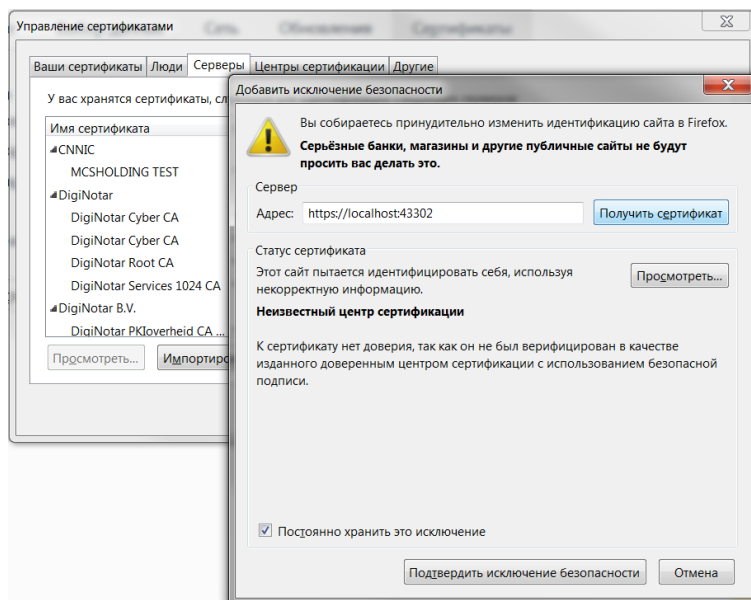 Управление сертификатами
Сеть Обновления Сертификаты
Ваши сертификаты Люди Серверы Центры сертификации Другие
У вас хранятся сертификаты, сл
Имя сертификата
CNNIC
MCSHOLDING TEST
DigiNotar
DigiNotar Cyber CA
DigiNotar Cyber CA
DigiNotar Root CA
DigiNotar Services 1024 CA
DigiNotar B.V.
DigiNotar PKIoverheid CA ...
Просмотреть... Импортиро
Добавить исключение безопасности
Вы собираетесь принудительно изменить идентификацию сайта в Firefox.
Серьёзные банки, магазины и другие публичные сайты не будут
просить вас делать это.
Сервер
Адрес: https://localhost:43302 Получить сертификат
Статус сертификата
Этот сайт пытается идентифицировать себя, используя
некорректную информацию.
Просмотреть...
Неизвестный центр сертификации
К сертификату нет доверия, так как он не был верифицирован в качестве
изданного доверенным центром сертификации с использованием безопасной
подписи.
Постоянно хранить это исключение
Подтвердить исключение безопасности Отмена